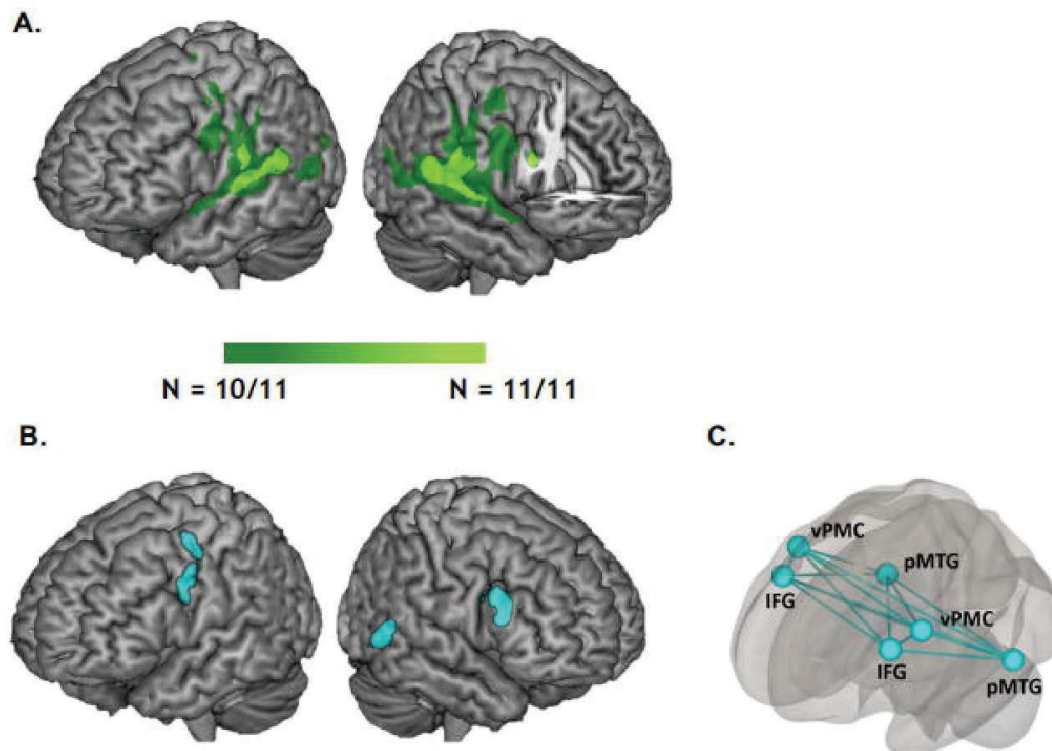 A.
N = 10/11 N = 11/11
B.
C.
vPMC
pMTG
IFG
vPMC
IFG
pMTG